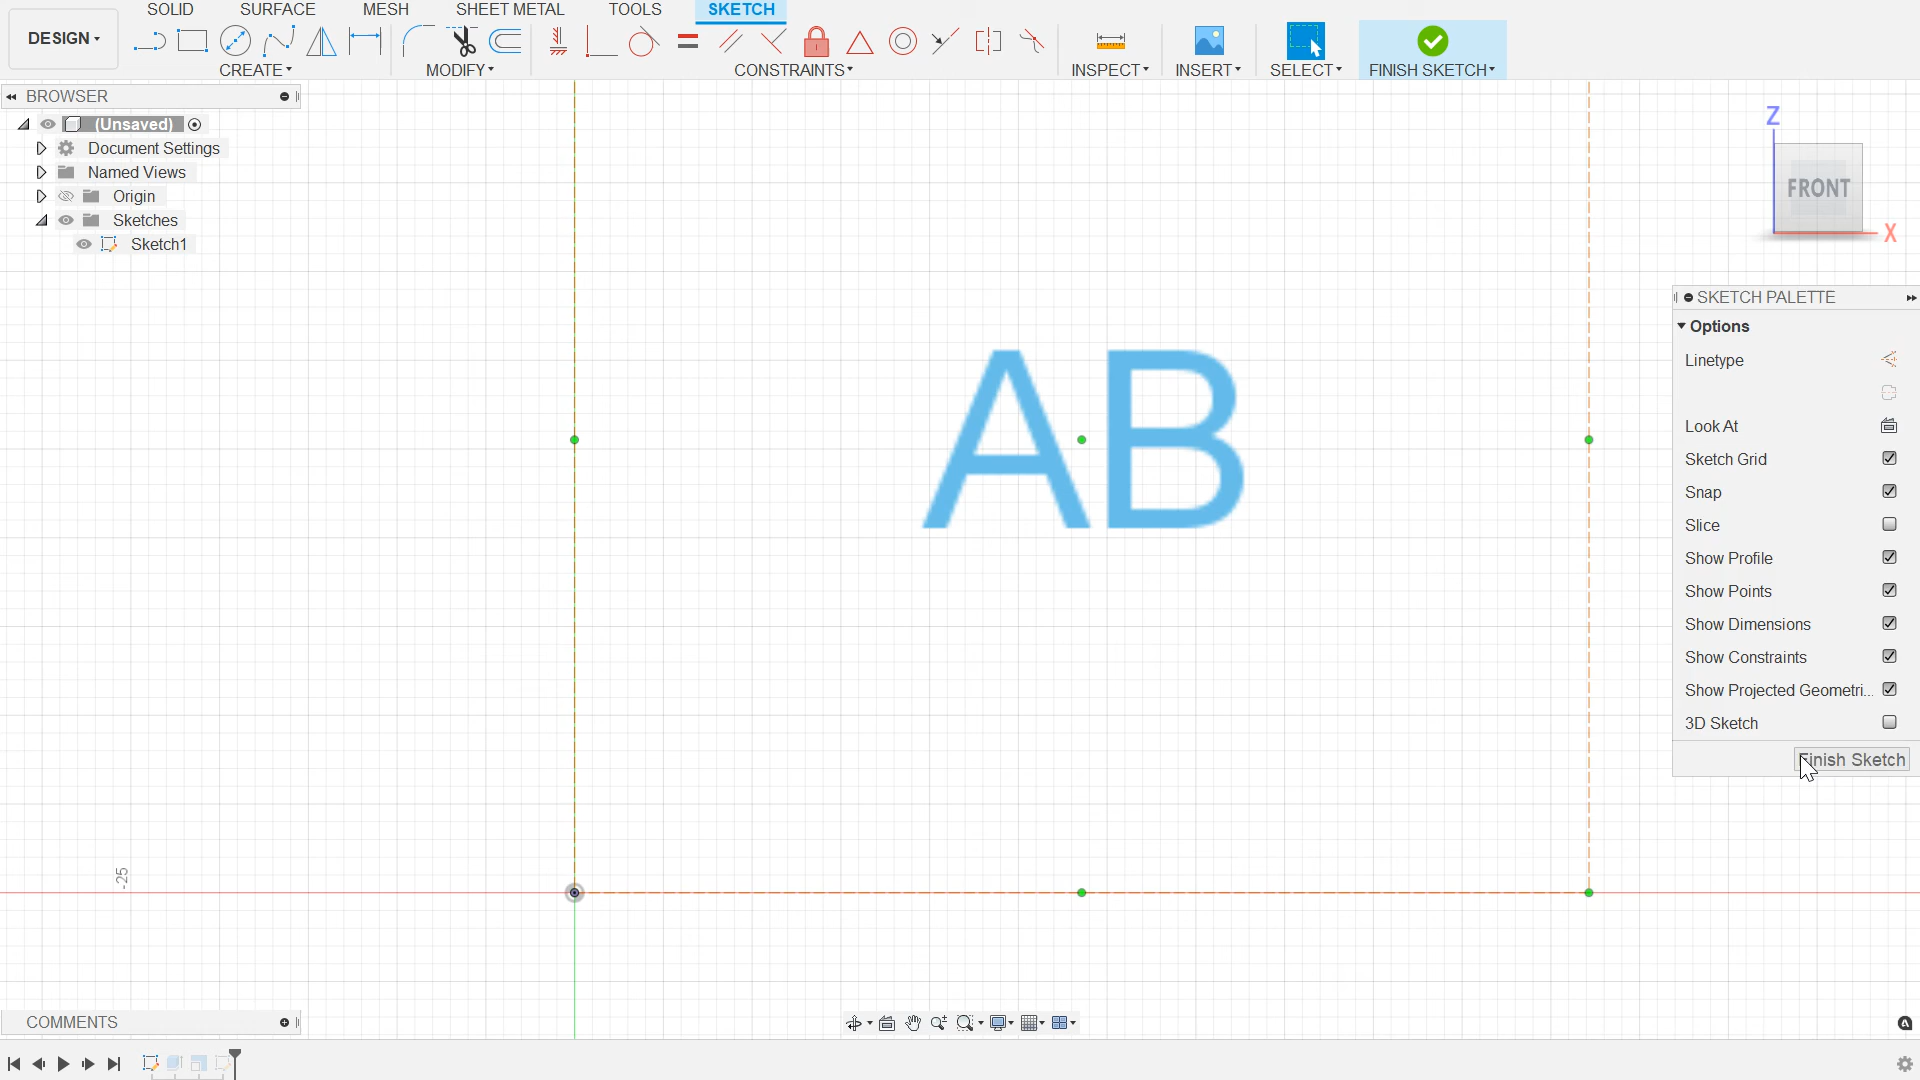 SOLID SURFACE MESH SHEET METAL TOOLS SKETCH
DESIGN
CREATE MODIFY CONSTRAINTS INSPECT INSERT SELECT FINISH SKETCH
BROWSER
(Unsaved)
Document Settings
Named Views
Origin
Sketches
Sketch1
Z
FRONT
X
SKETCH PALETTE
Options
Linetype
Look At
Sketch Grid
Snap
Slice
Show Profile
Show Points
Show Dimensions
Show Constraints
Show Projected Geometri...
3D Sketch
Finish Sketch
AB
-25
COMMENTS